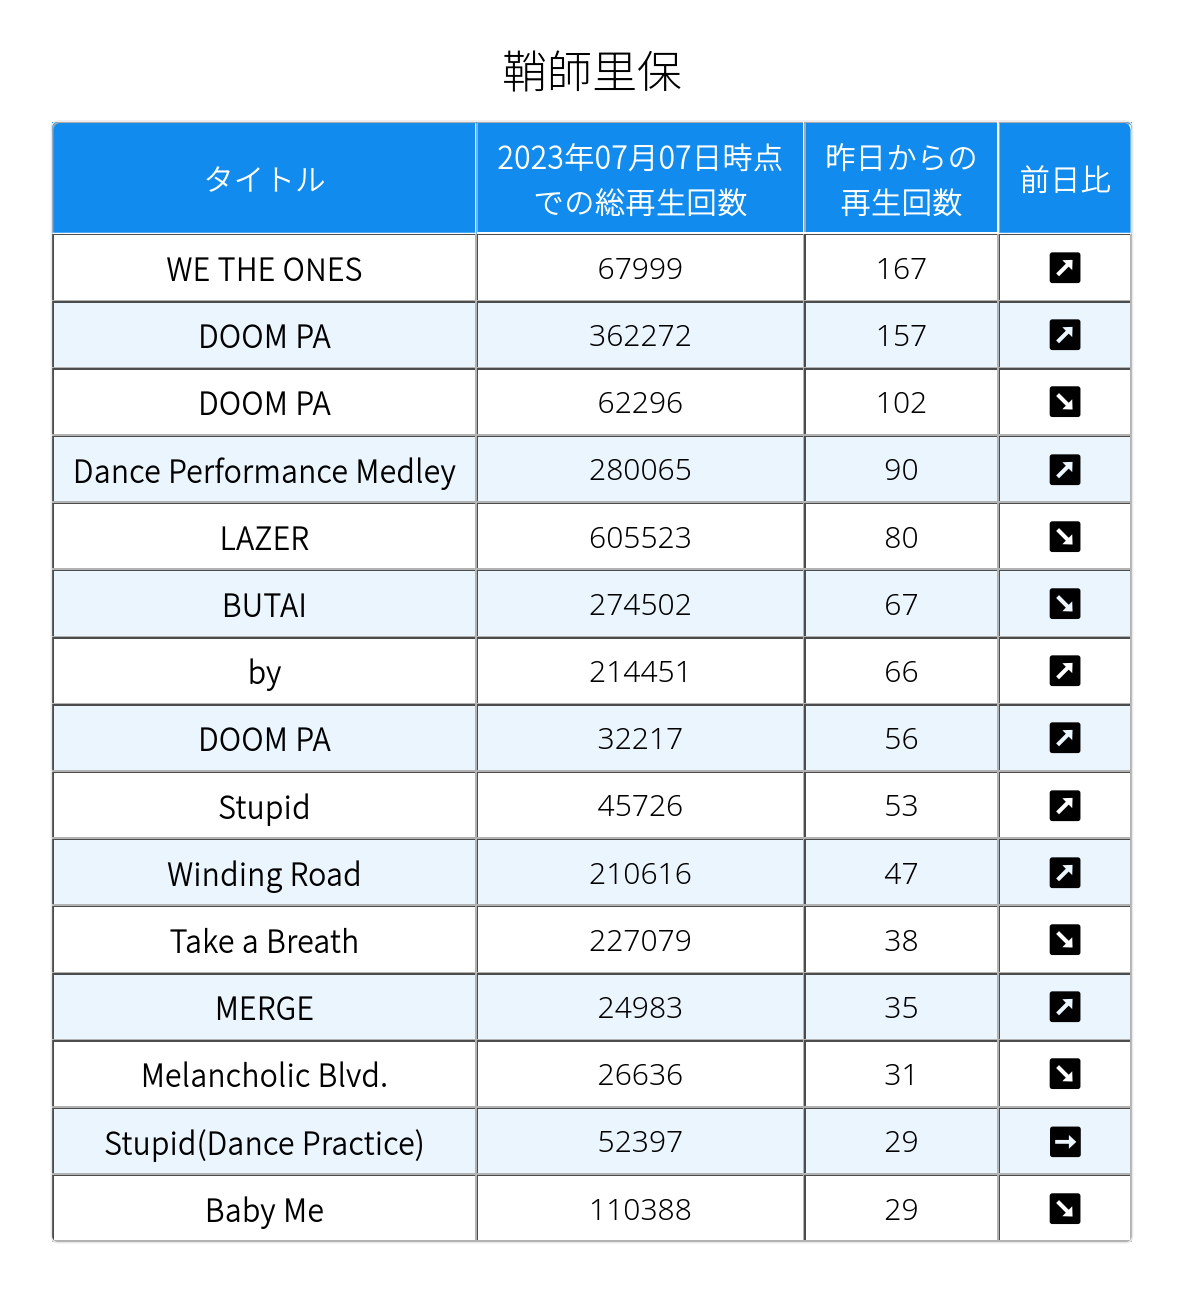 鞘師里保
タイトル
2023年07月07日時点
での総再生回数
昨日からの
再生回数
前日比
WE THE ONES 67999 167 ↗
DOOM PA 362272 157 ↗
DOOM PA 62296 102 ↘
Dance Performance Medley 280065 90 ↗
LAZER 605523 80 ↘
BUTAI 274502 67 ↘
by 214451 66 ↗
DOOM PA 32217 56 ↗
Stupid 45726 53 ↗
Winding Road 210616 47 ↗
Take a Breath 227079 38 ↘
MERGE 24983 35 ↗
Melancholic Blvd. 26636 31 ↘
Stupid(Dance Practice) 52397 29 →
Baby Me 110388 29 ↘